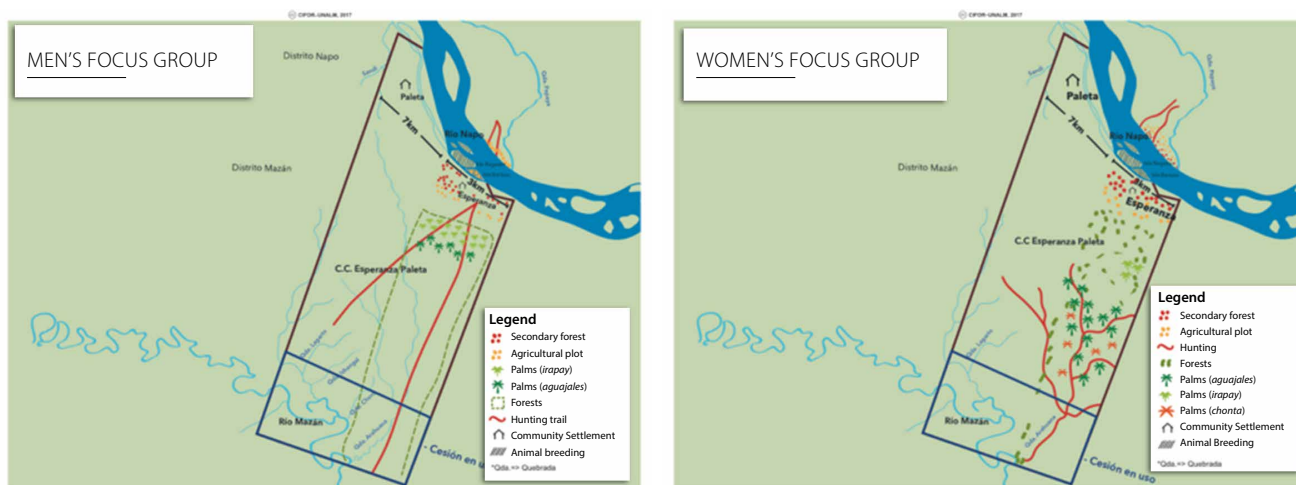 CIFOR-UNALM, 2017
MEN'S FOCUS GROUP
Distrito Napo
Paleta
7km
Río Napo
Distrito Mazán
3km
Esperanza
C.C. Esperanza Paleta
Río Mazán
- Cesión en u
Legend
Secondary forest
Agricultural plot
Palms (irapay)
Palms (aguajales)
Forests
Hunting trail
Community Settlement
Animal breeding
*Qda.=> Quebrada
CIFOR-UNALM, 2017
WOMEN'S FOCUS GROUP
Paleta
7km
Río Napo
Distrito Mazán
3km
Esperanza
C.C Esperanza Paleta
Río Mazán
- Cesión en uso
Legend
Secondary forest
Agricultural plot
Hunting
Forests
Palms (aguajales)
Palms (irapay)
Palms (chonta)
Community Settlement
Animal breeding
*Qda.=> Quebrada